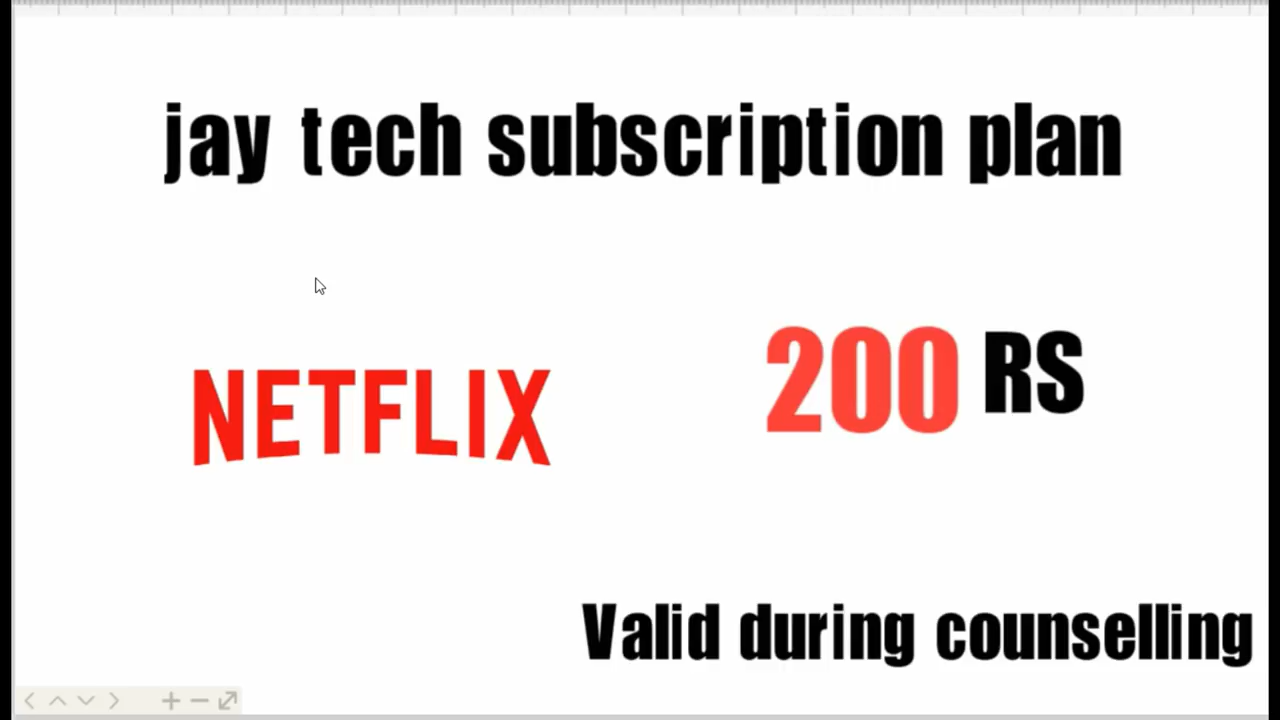 jay tech subscription plan
NETFLIX
200 RS
Valid during counselling